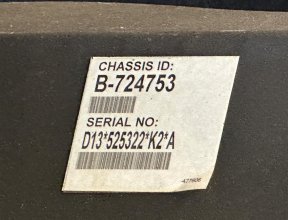 CHASSIS ID:
B-724753
SERIAL NO:
D13*525322*K2*A